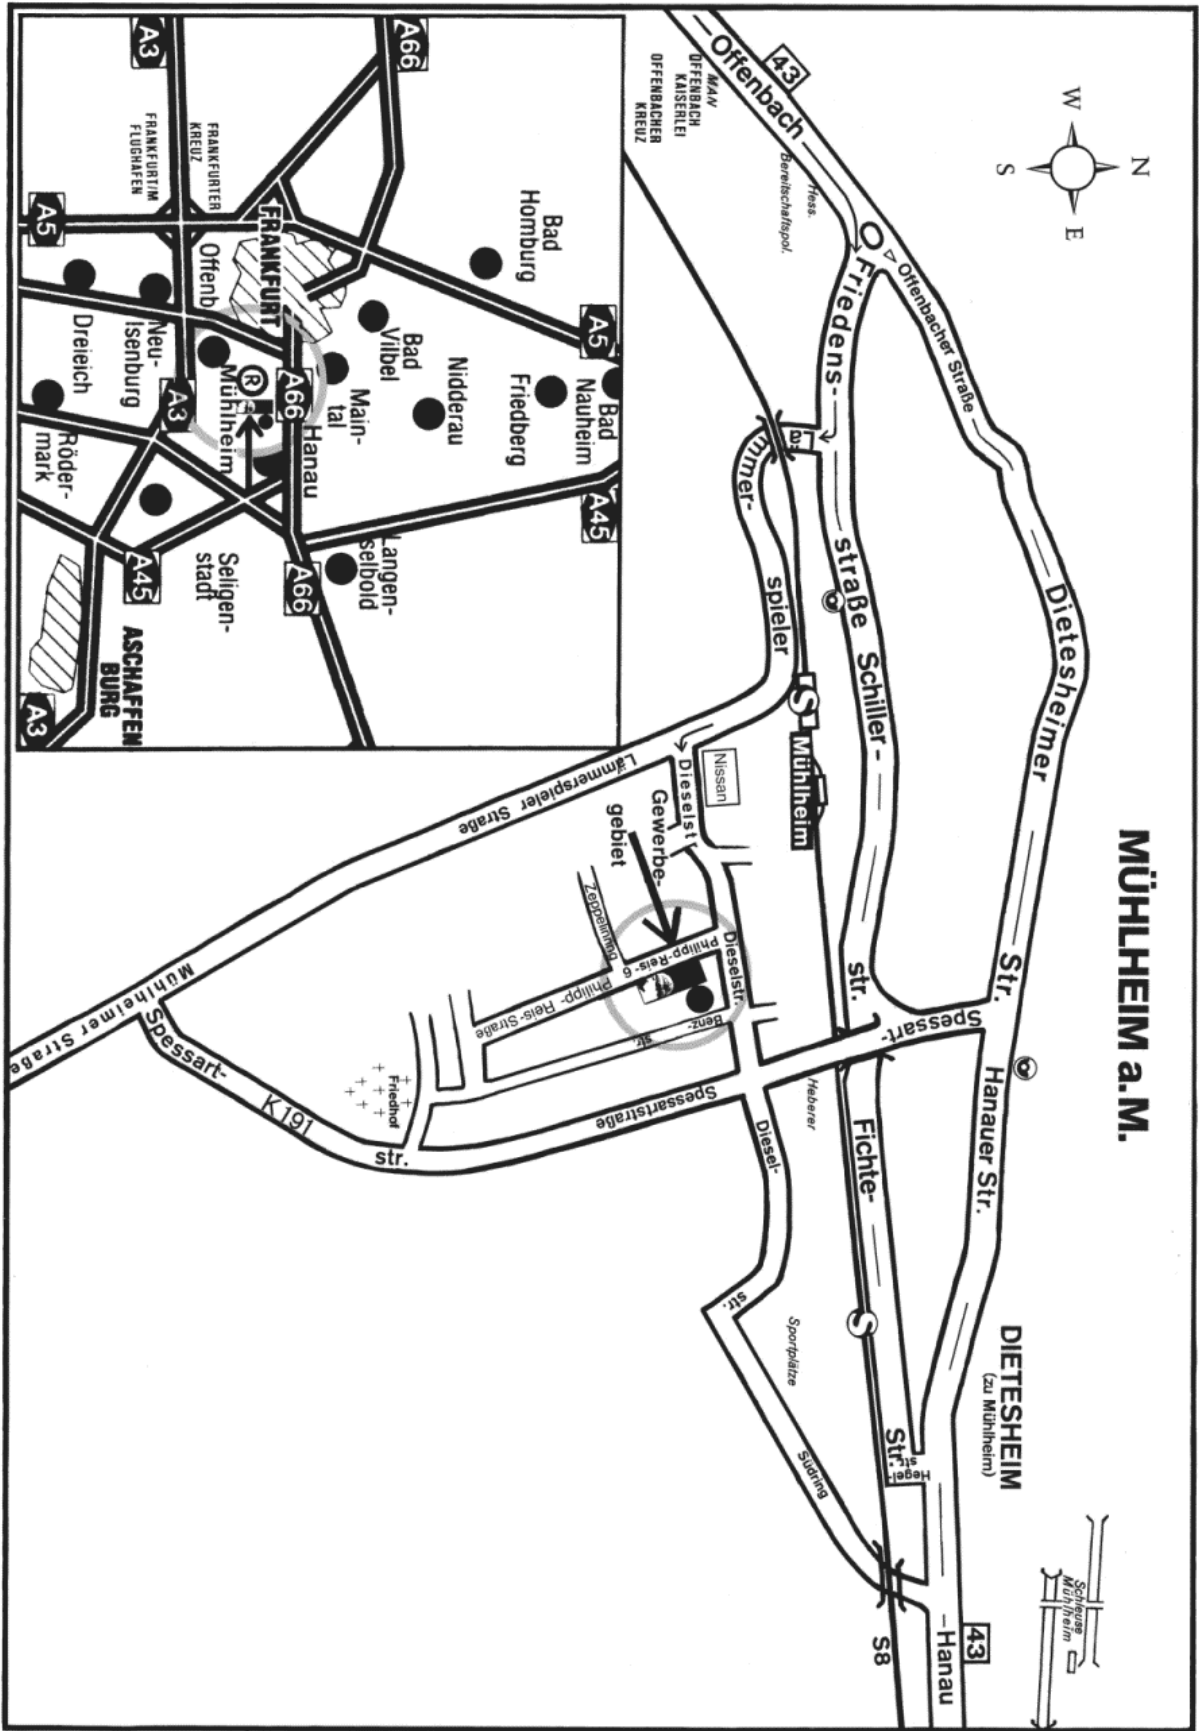 MÜHLHEIM a.M.
N
W
E
S
43
Offenbach
MAN
OFFENBACH
KAISERLEI
OFFENBACHER
KREUZ
Hess.
Bereitschaftspol.
Offenbacher Straße
Friedens-
straße
Lä
mmer-
spieler
Schiller-
str.
Dietesheimer
Str.
S
Mühlheim
Nissan
Dieselstr.
Gewerbe-
gebiet
Lämmerspieler Straße
Zeppelinring
Philipp-Reis-6
Philipp-Reis-Straße
Dieselstr.
Benz-
str.
Spessart-
Hanauer Str.
Heberer
Fichte-
Str.
Spessartstraße
Diesel-
str.
Friedhof
Mühlheimer Straße
Spessart-
K 191
str.
S
Sportplätze
Südring
Hegel-
str.
DIETESHEIM
(zu Mühlheim)
Schleuse
Mühlheim
43
Hanau
S8
A66
A3
FRANKFURTER
KREUZ
FRANKFURT/M
FLUGHAFEN
A5
Bad
Homburg
FRANKFURT
Offenb
A5
Bad
Vilbel
Nidderau
Friedberg
Bad
Nauheim
Main-
tal
A66
R
Mühlheim
Hanau
A3
Neu-
Isenburg
Dreieich
Röder-
mark
A45
Langen-
selbold
A66
Seligen-
stadt
A45
ASCHAFFEN
BURG
A3